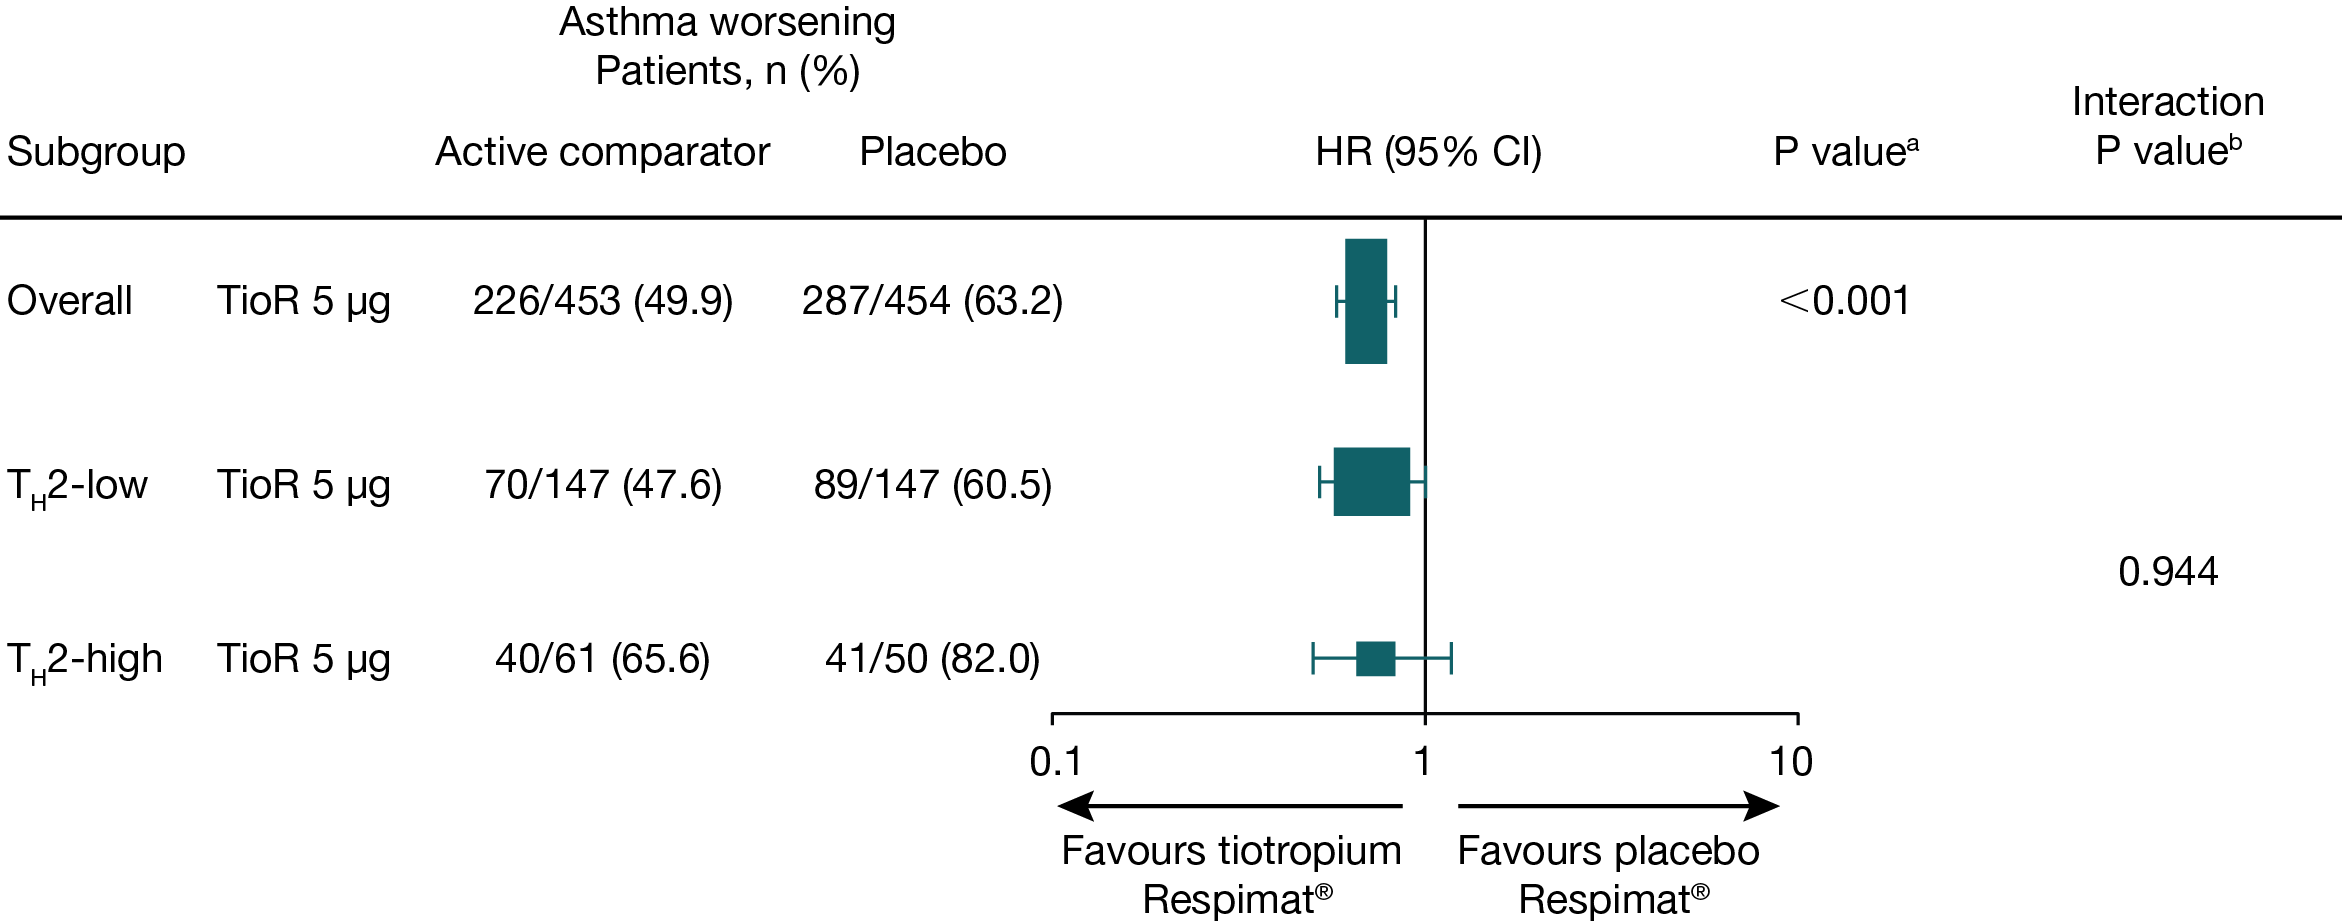 Asthma worsening
Patients, n (%)
Interaction
Subgroup Active comparator Placebo HR (95% CI) P valueᵃ P valueᵇ
Overall TioR 5 µg 226/453 (49.9) 287/454 (63.2) <0.001
TH2-low TioR 5 µg 70/147 (47.6) 89/147 (60.5)
0.944
TH2-high TioR 5 µg 40/61 (65.6) 41/50 (82.0)
0.1 1 10
Favours tiotropium Favours placebo
Respimat® Respimat®